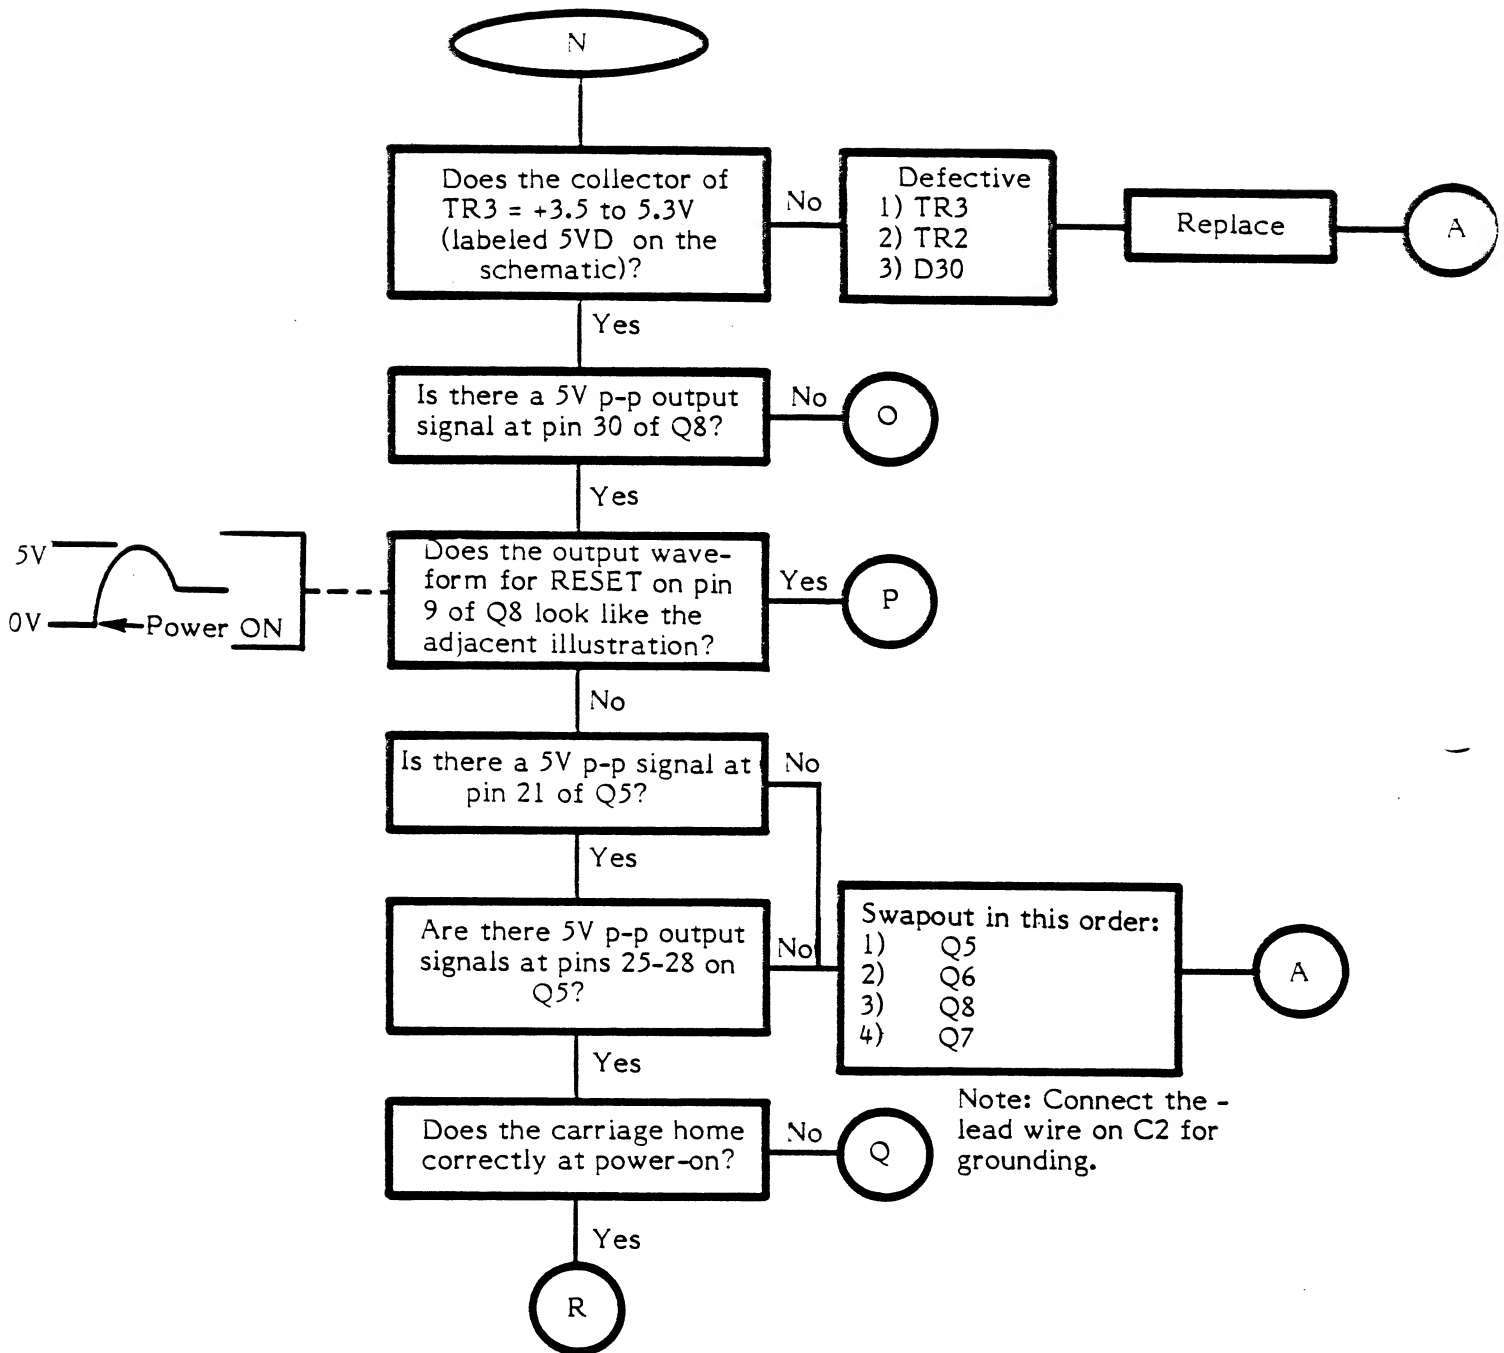 N
Does the collector of
TR3 = +3.5 to 5.3V
(labeled 5VD on the
schematic)?
No
Defective
1) TR3
2) TR2
3) D30
Replace
A
Yes
Is there a 5V p-p output
signal at pin 30 of Q8?
No
O
Yes
5V
0V
Power ON
Does the output wave-
form for RESET on pin
9 of Q8 look like the
adjacent illustration?
Yes
P
No
Is there a 5V p-p signal at
pin 21 of Q5?
No
Yes
Are there 5V p-p output
signals at pins 25-28 on
Q5?
No
Swapout in this order:
1) Q5
2) Q6
3) Q8
4) Q7
A
Yes
Does the carriage home
correctly at power-on?
No
Q
Note: Connect the -
lead wire on C2 for
grounding.
Yes
R